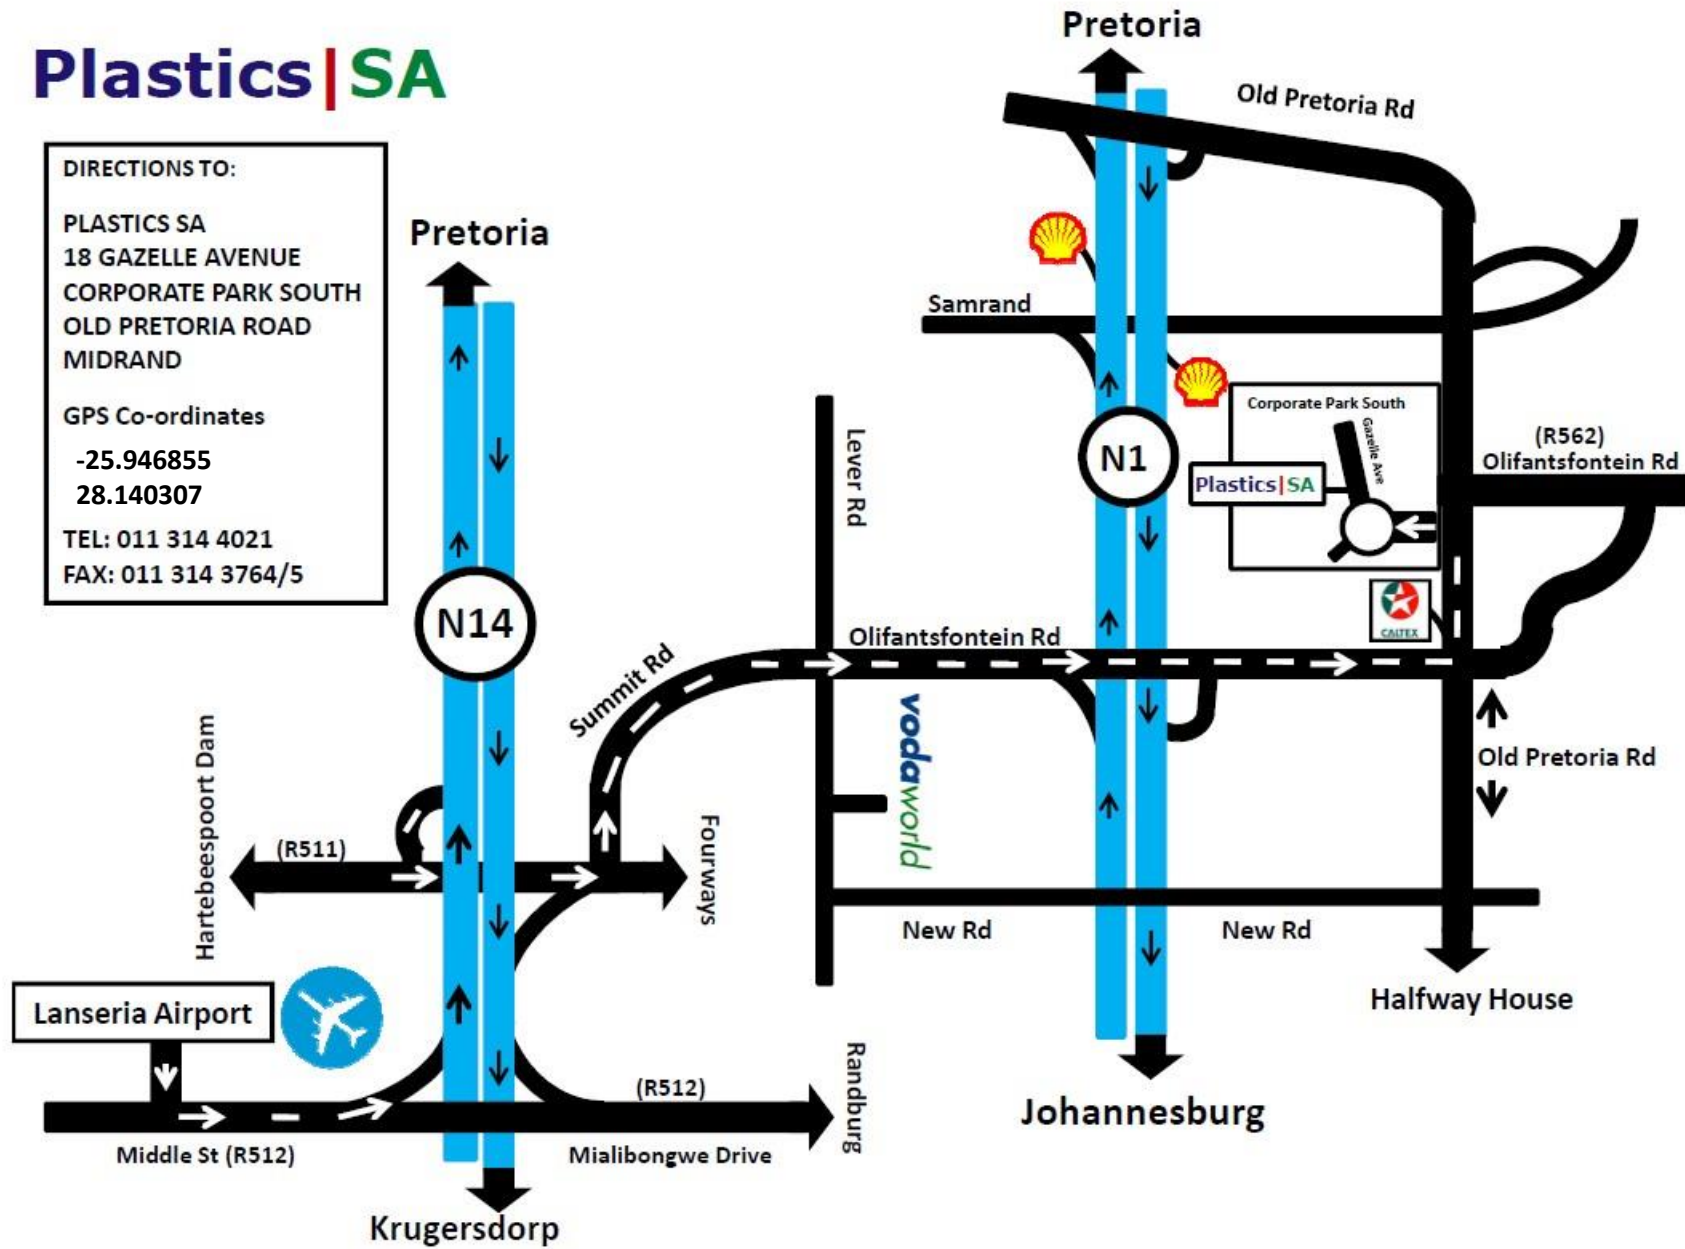 Plastics|SA
DIRECTIONS TO:
PLASTICS SA
18 GAZELLE AVENUE
CORPORATE PARK SOUTH
OLD PRETORIA ROAD
MIDRAND
GPS Co-ordinates
-25.946855
28.140307
TEL: 011 314 4021
FAX: 011 314 3764/5
Pretoria
Old Pretoria Rd
Pretoria
Samrand
Corporate Park South
Gazelle Ave
Plastics|SA
N1
Lever Rd
(R562)
Olifantsfontein Rd
CALTEX
N14
Olifantsfontein Rd
Summit Rd
vodaworld
Old Pretoria Rd
Hartebeespoort Dam
(R511)
Fourways
New Rd
New Rd
Halfway House
Lanseria Airport
Johannesburg
(R512)
Randburg
Middle St (R512)
Mialibongwe Drive
Krugersdorp